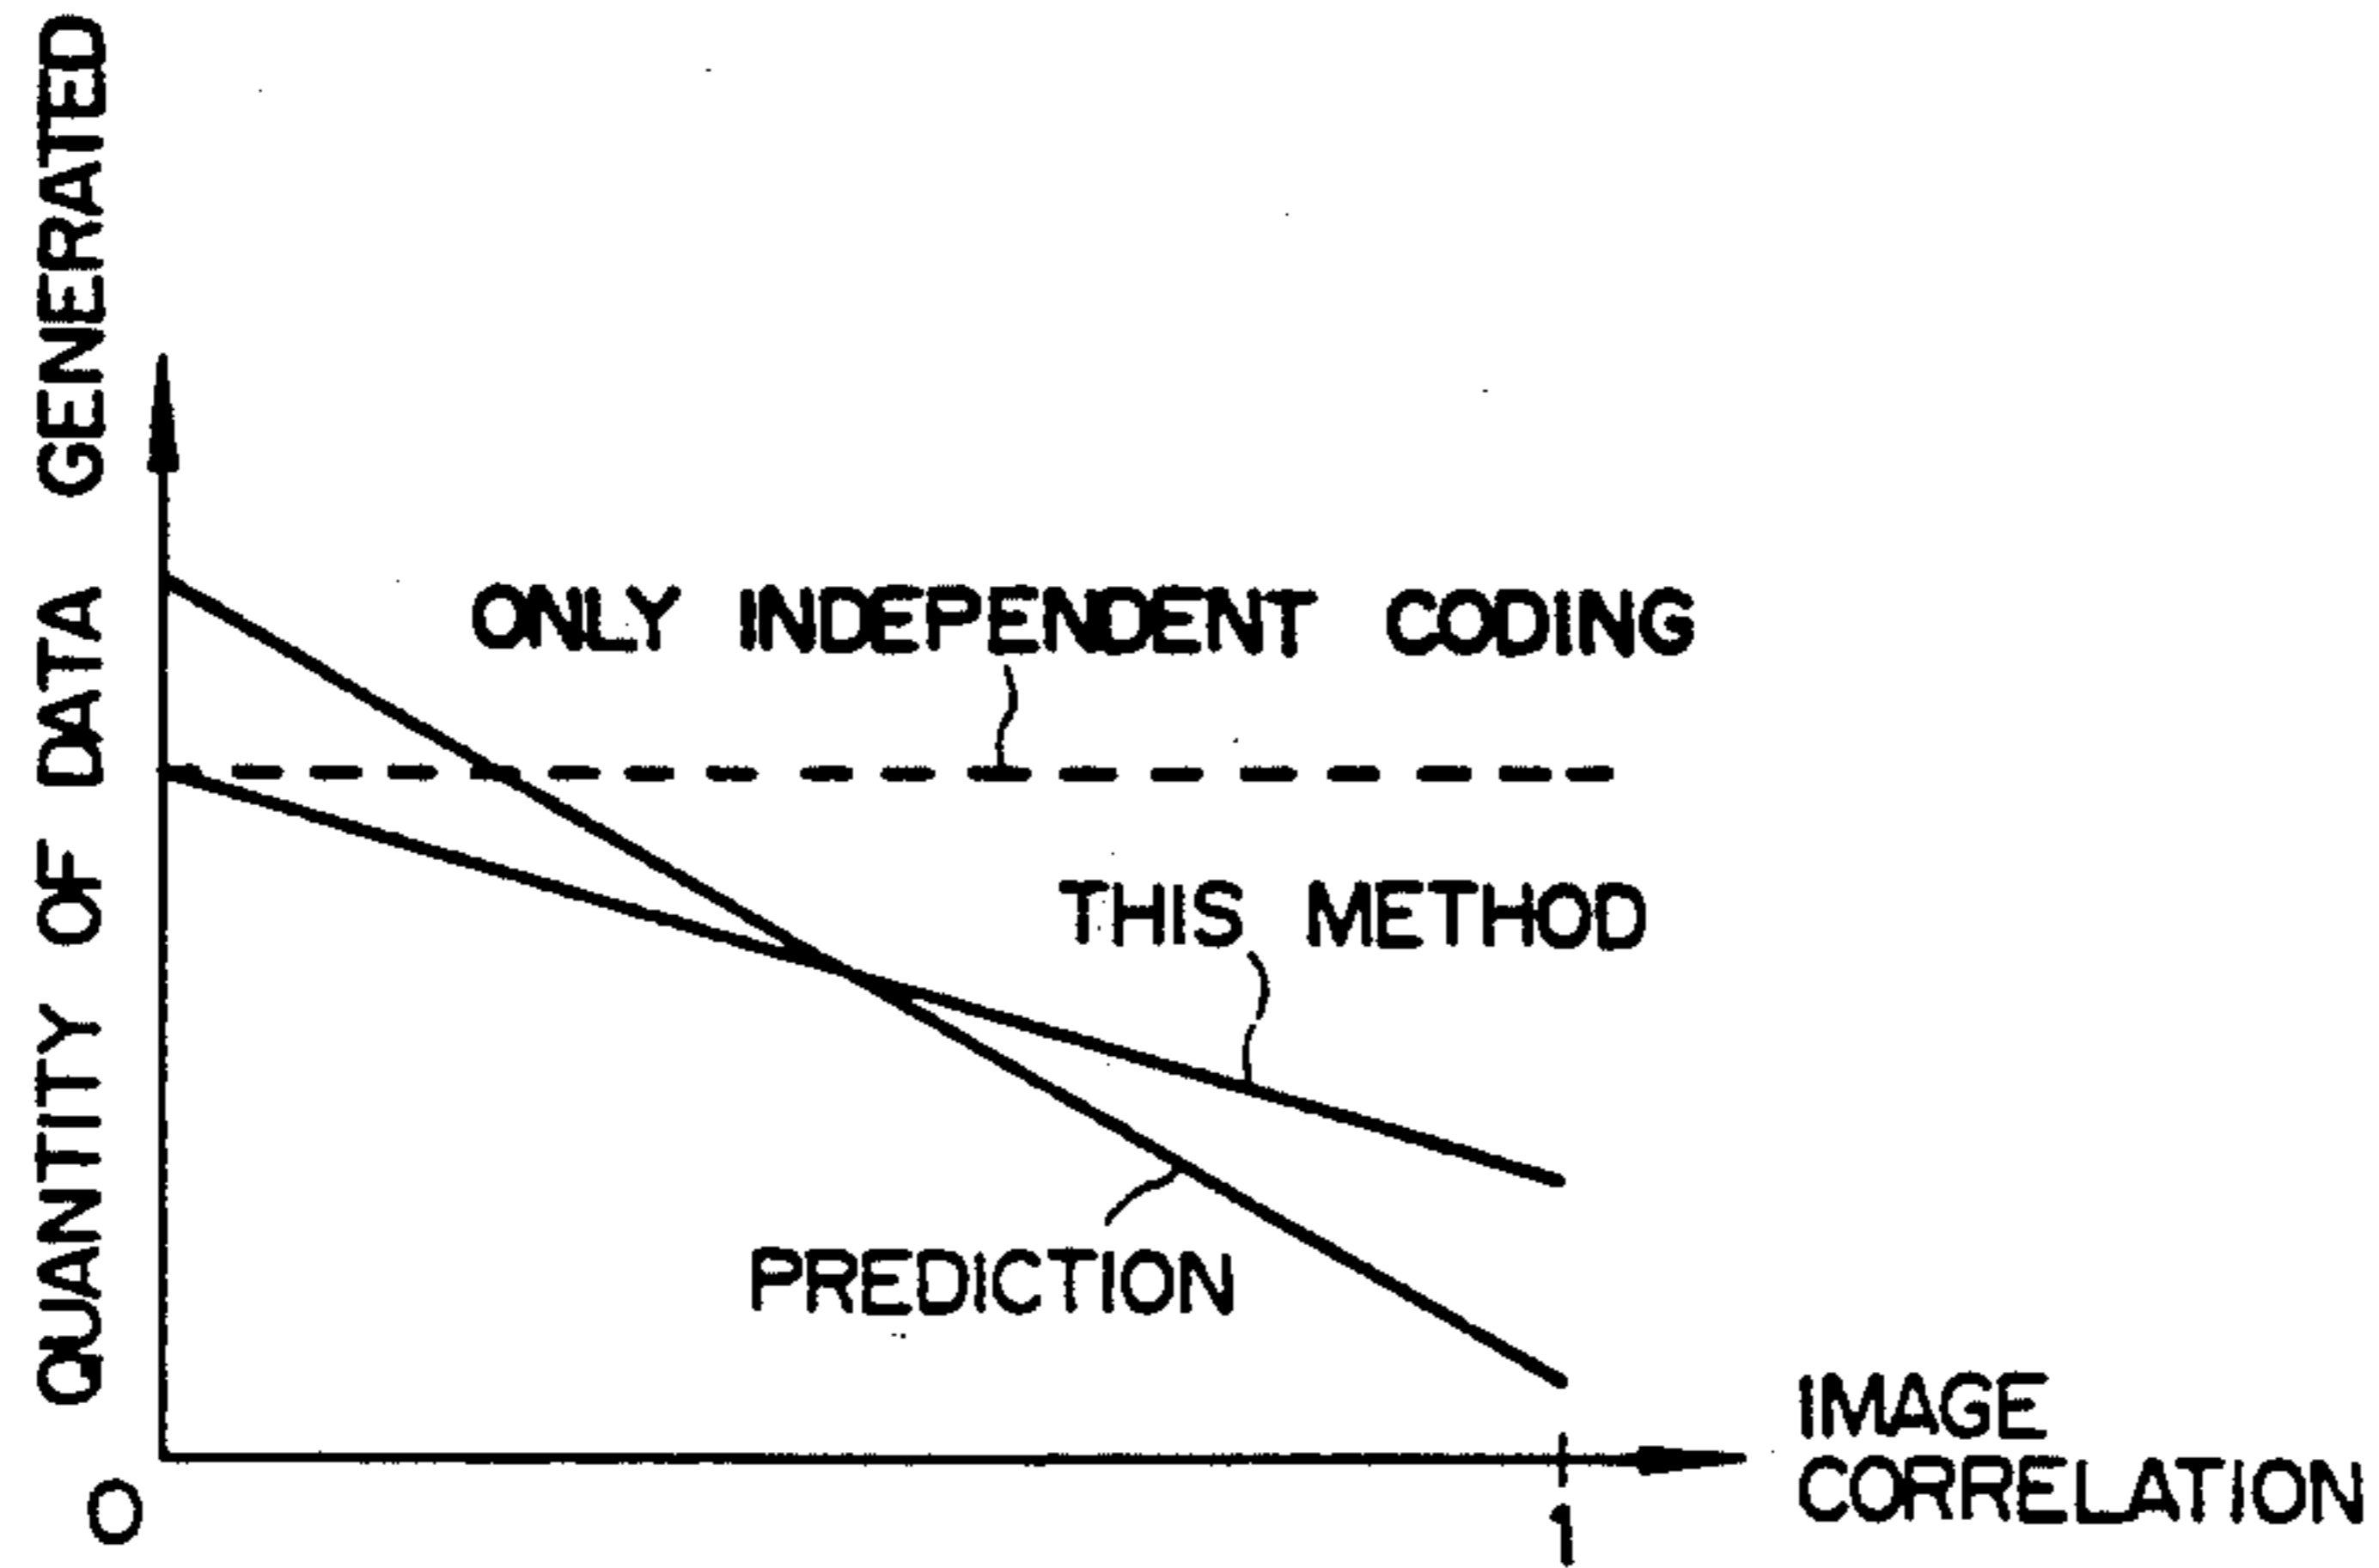 QUANTITY OF DATA GENERATED
ONLY INDEPENDENT CODING
THIS METHOD
PREDICTION
IMAGE
CORRELATION
0
1